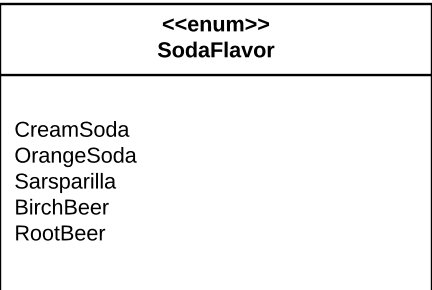 <<enum>>
SodaFlavor
CreamSoda
OrangeSoda
Sarsparilla
BirchBeer
RootBeer